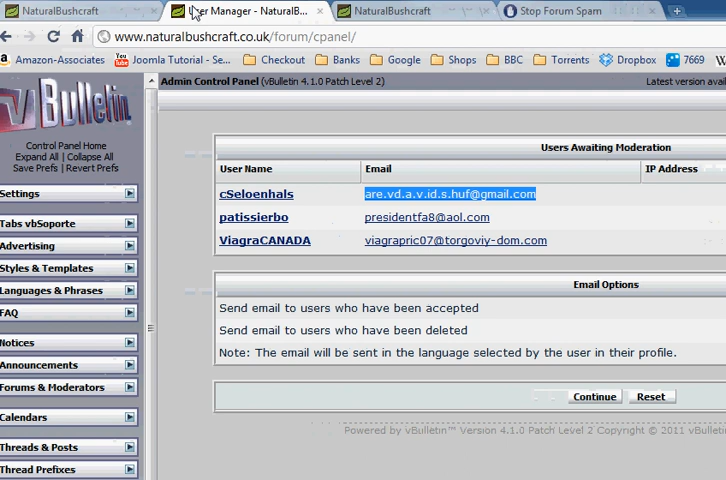 NaturalBushcraft
User Manager - NaturalB...
NaturalBushcraft
Stop Forum Spam
www.naturalbushcraft.co.uk/forum/cpanel/
Amazon-Associates
Joomla Tutorial - Se...
Checkout
Banks
Google
Shops
BBC
Torrents
Dropbox
7669
W
vBulletin
Admin Control Panel (vBulletin 4.1.0 Patch Level 2)
Latest version avai
Control Panel Home
Expand All | Collapse All
Save Prefs | Revert Prefs
Settings
Tabs vbSoporte
Advertising
Styles & Templates
Languages & Phrases
FAQ
Notices
Announcements
Forums & Moderators
Calendars
Threads & Posts
Thread Prefixes
Users Awaiting Moderation
User Name Email IP Address
cSeloenhals are.vd.a.v.id.s.huf@gmail.com
patissierbo presidentfa8@aol.com
ViagraCANADA viagrapric07@torgoviy-dom.com
Email Options
Send email to users who have been accepted
Send email to users who have been deleted
Note: The email will be sent in the language selected by the user in their profile.
Continue Reset
Powered by vBulletin™ Version 4.1.0 Patch Level 2 Copyright © 2011 vBulleti